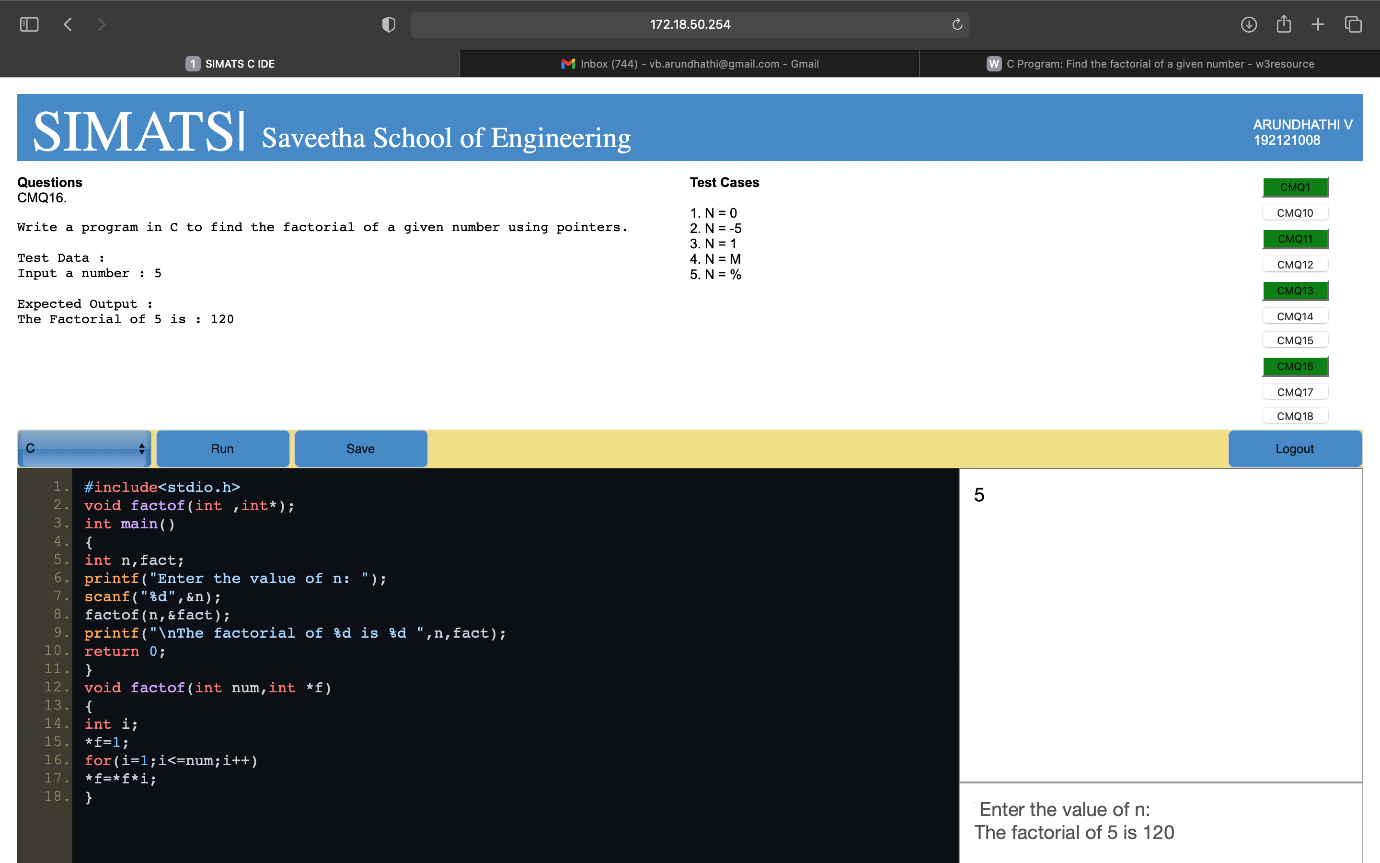 172.18.50.254
1 SIMATS C IDE
Inbox (744) – vb.arundhathi@gmail.com – Gmail
W C Program: Find the factorial of a given number - w3resource
SIMATS| Saveetha School of Engineering
ARUNDHATHI V
192121008
Questions
CMQ16.
Write a program in C to find the factorial of a given number using pointers.
Test Data :
Input a number : 5
Expected Output :
The Factorial of 5 is : 120
Test Cases
1. N = 0
2. N = -5
3. N = 1
4. N = M
5. N = %
CMQ1
CMQ10
CMQ11
CMQ12
CMQ13
CMQ14
CMQ15
CMQ16
CMQ17
CMQ18
C Run Save Logout
1. #include<stdio.h>
2. void factof(int ,int*);
3. int main()
4. {
5. int n,fact;
6. printf("Enter the value of n: ");
7. scanf("%d",&n);
8. factof(n,&fact);
9. printf("\nThe factorial of %d is %d ",n,fact);
10. return 0;
11. }
12. void factof(int num,int *f)
13. {
14. int i;
15. *f=1;
16. for(i=1;i<=num;i++)
17. *f=*f*i;
18. }
5
Enter the value of n:
The factorial of 5 is 120